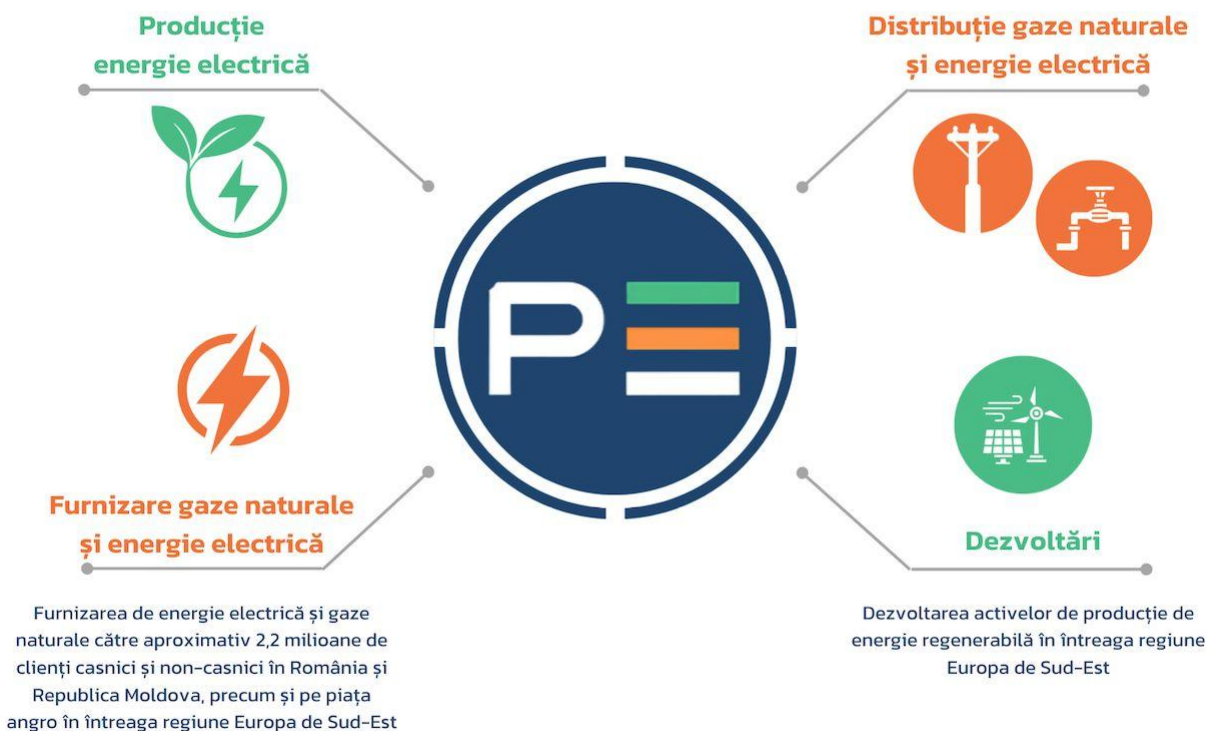 Producție
energie electrică
Distribuție gaze naturale
și energie electrică
PE
Furnizare gaze naturale
și energie electrică
Furnizarea de energie electrică și gaze
naturale către aproximativ 2,2 milioane de
clienți casnici și non-casnici în România și
Republica Moldova, precum și pe piața
angro în întreaga regiune Europa de Sud-Est
Dezvoltări
Dezvoltarea activelor de producție de
energie regenerabilă în întreaga regiune
Europa de Sud-Est